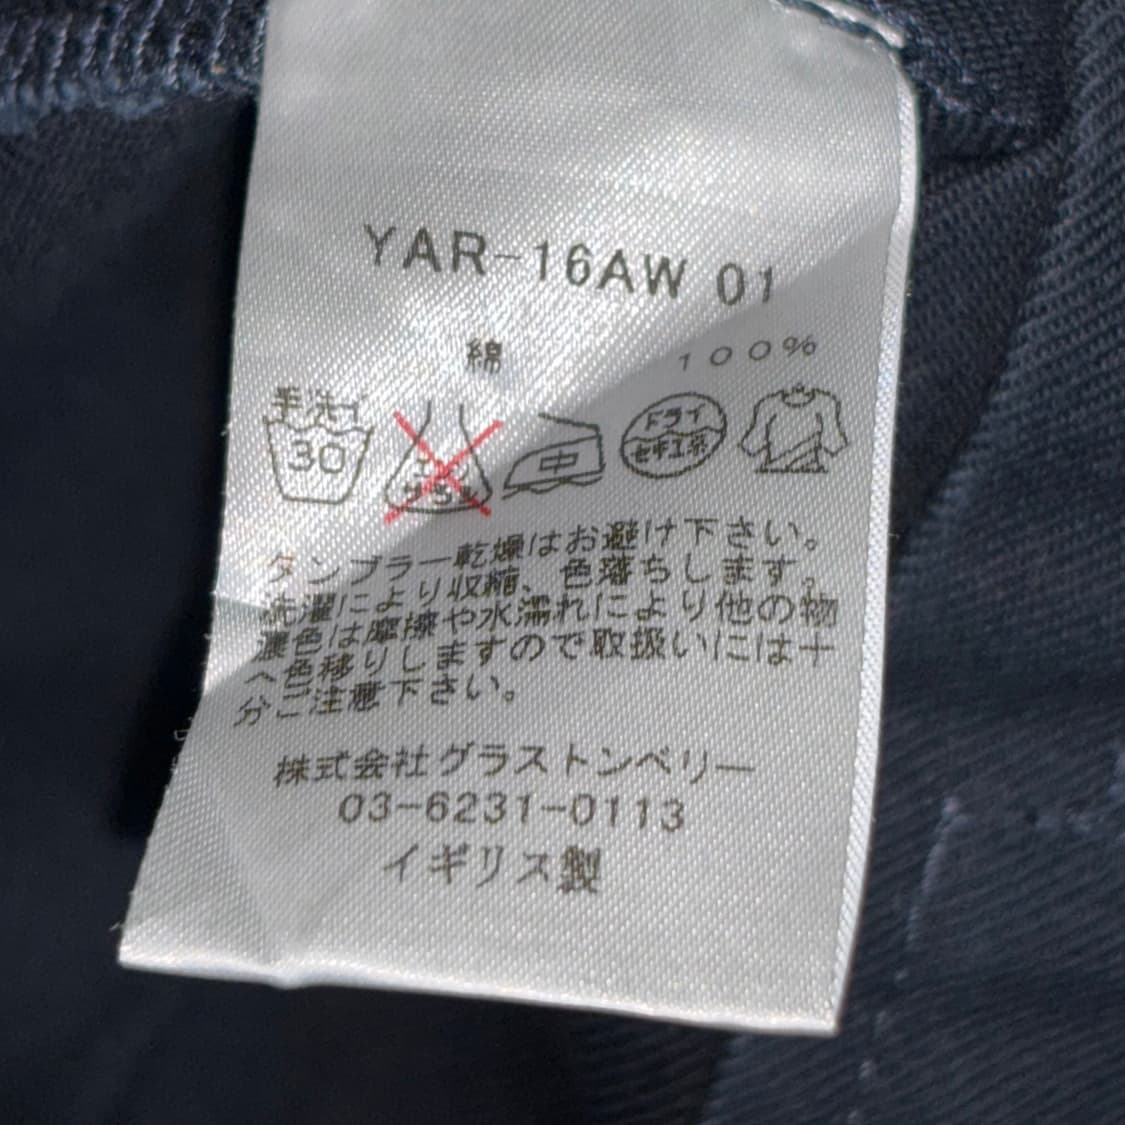 YAR-16AW 01
綿 100%
手洗イ 30 エンソサラシ 中 ドライ セキユ系
タンブラー乾燥はお避け下さい。
洗濯により収縮、色落ちします。
濃色は摩擦や水濡れにより他の物
へ色移りしますので取扱いには十
分ご注意下さい。
株式会社グラストンベリー
03-6231-0113
イギリス製